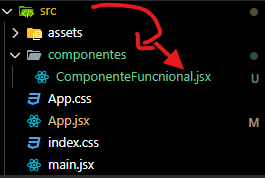 src
assets
componentes
ComponenteFuncnional.jsx U
App.css
App.jsx M
index.css
main.jsx